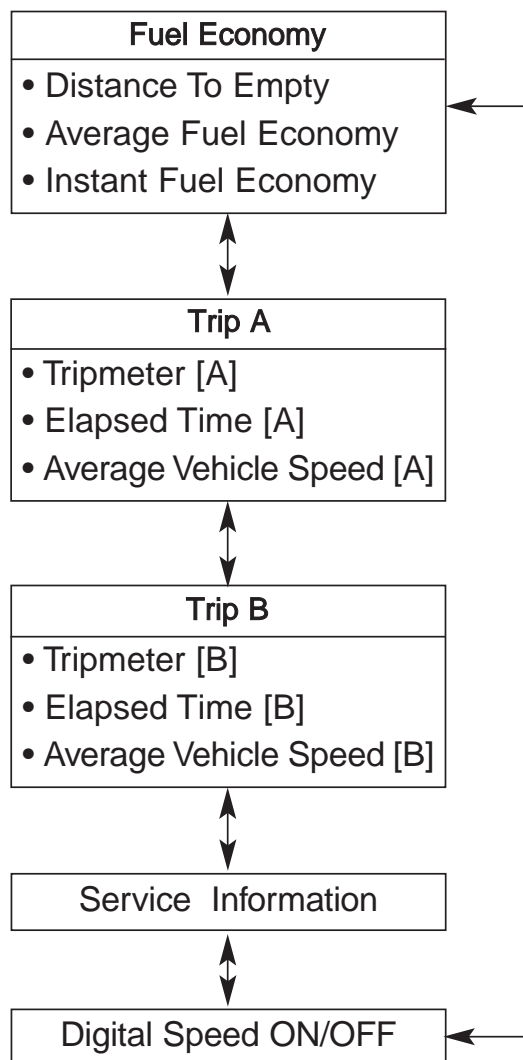 Fuel Economy
• Distance To Empty
• Average Fuel Economy
• Instant Fuel Economy
Trip A
• Tripmeter [A]
• Elapsed Time [A]
• Average Vehicle Speed [A]
Trip B
• Tripmeter [B]
• Elapsed Time [B]
• Average Vehicle Speed [B]
Service Information
Digital Speed ON/OFF